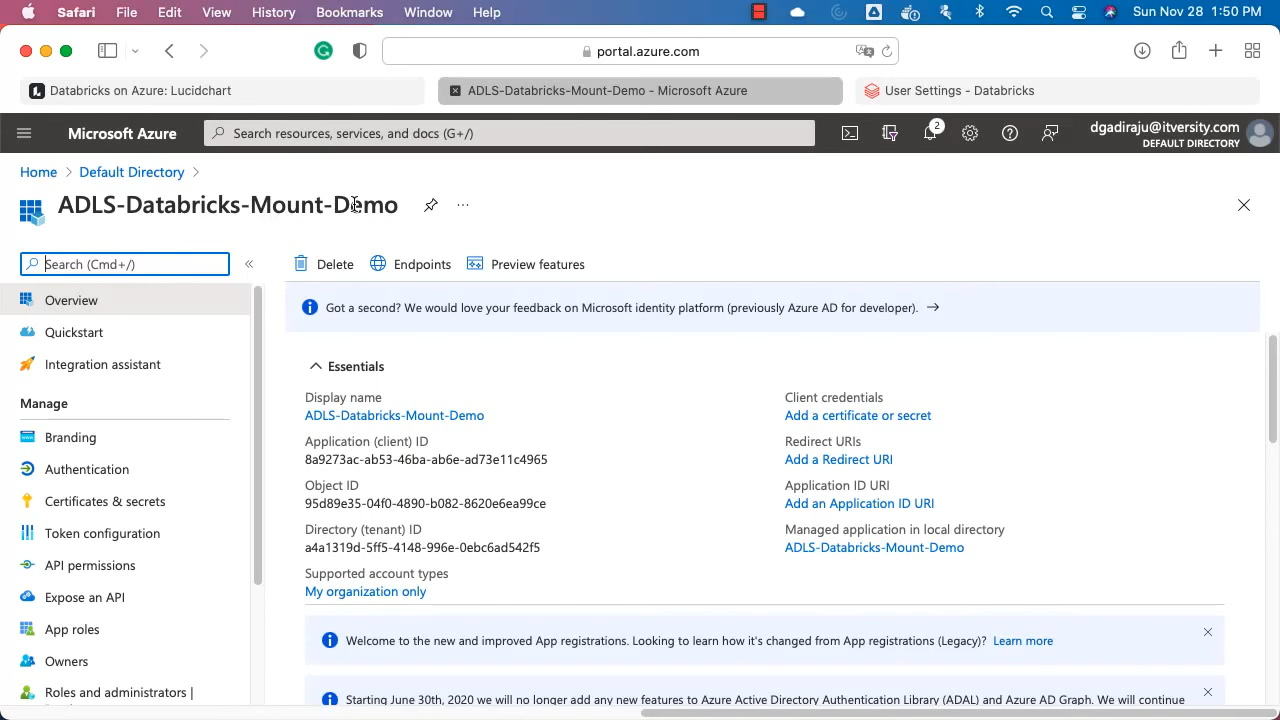 Safari File Edit View History Bookmarks Window Help Sun Nov 28 1:50 PM
portal.azure.com
Databricks on Azure: Lucidchart ADLS-Databricks-Mount-Demo - Microsoft Azure User Settings - Databricks
Microsoft Azure Search resources, services, and docs (G+/) 2 dgadiraju@itversity.com
DEFAULT DIRECTORY
Home > Default Directory >
ADLS-Databricks-Mount-Demo ...
Search (Cmd+/) «
Delete Endpoints Preview features
Overview
Quickstart
Integration assistant
Manage
Branding
Authentication
Certificates & secrets
Token configuration
API permissions
Expose an API
App roles
Owners
Roles and administrators |
Got a second? We would love your feedback on Microsoft identity platform (previously Azure AD for developer). →
Essentials
Display name
ADLS-Databricks-Mount-Demo
Application (client) ID
8a9273ac-ab53-46ba-ab6e-ad73e11c4965
Object ID
95d89e35-04f0-4890-b082-8620e6ea99ce
Directory (tenant) ID
a4a1319d-5ff5-4148-996e-0ebc6ad542f5
Supported account types
My organization only
Client credentials
Add a certificate or secret
Redirect URIs
Add a Redirect URI
Application ID URI
Add an Application ID URI
Managed application in local directory
ADLS-Databricks-Mount-Demo
Welcome to the new and improved App registrations. Looking to learn how it's changed from App registrations (Legacy)? Learn more
Starting June 30th, 2020 we will no longer add any new features to Azure Active Directory Authentication Library (ADAL) and Azure AD Graph. We will continue